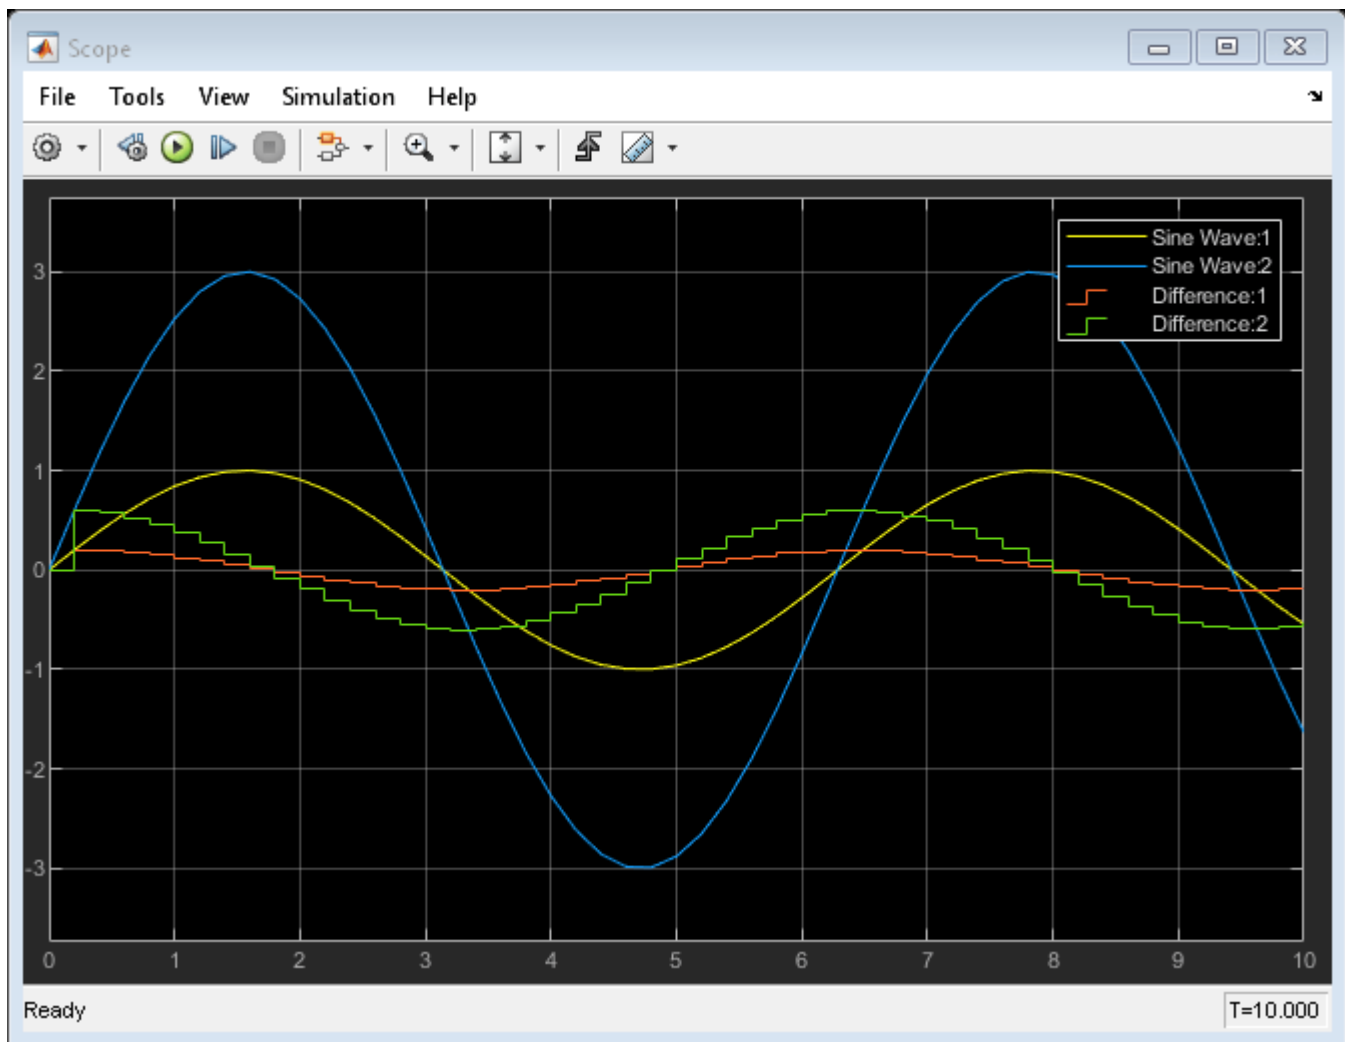 Scope
File Tools View Simulation Help
Sine Wave:1
Sine Wave:2
Difference:1
Difference:2
3
2
1
0
-1
-2
-3
0 1 2 3 4 5 6 7 8 9 10
Ready T=10.000